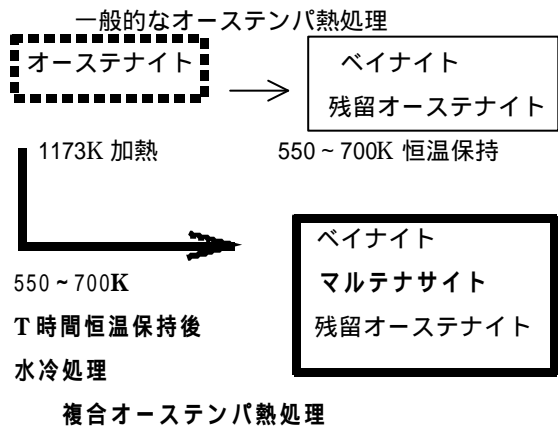 一般的なオーステンパ熱処理
オーステナイト
ベイナイト
残留オーステナイト
1173K 加熱
550~700K 恒温保持
ベイナイト
マルテナサイト
残留オーステナイト
550~700K
T 時間恒温保持後
水冷処理
複合オーステンパ熱処理